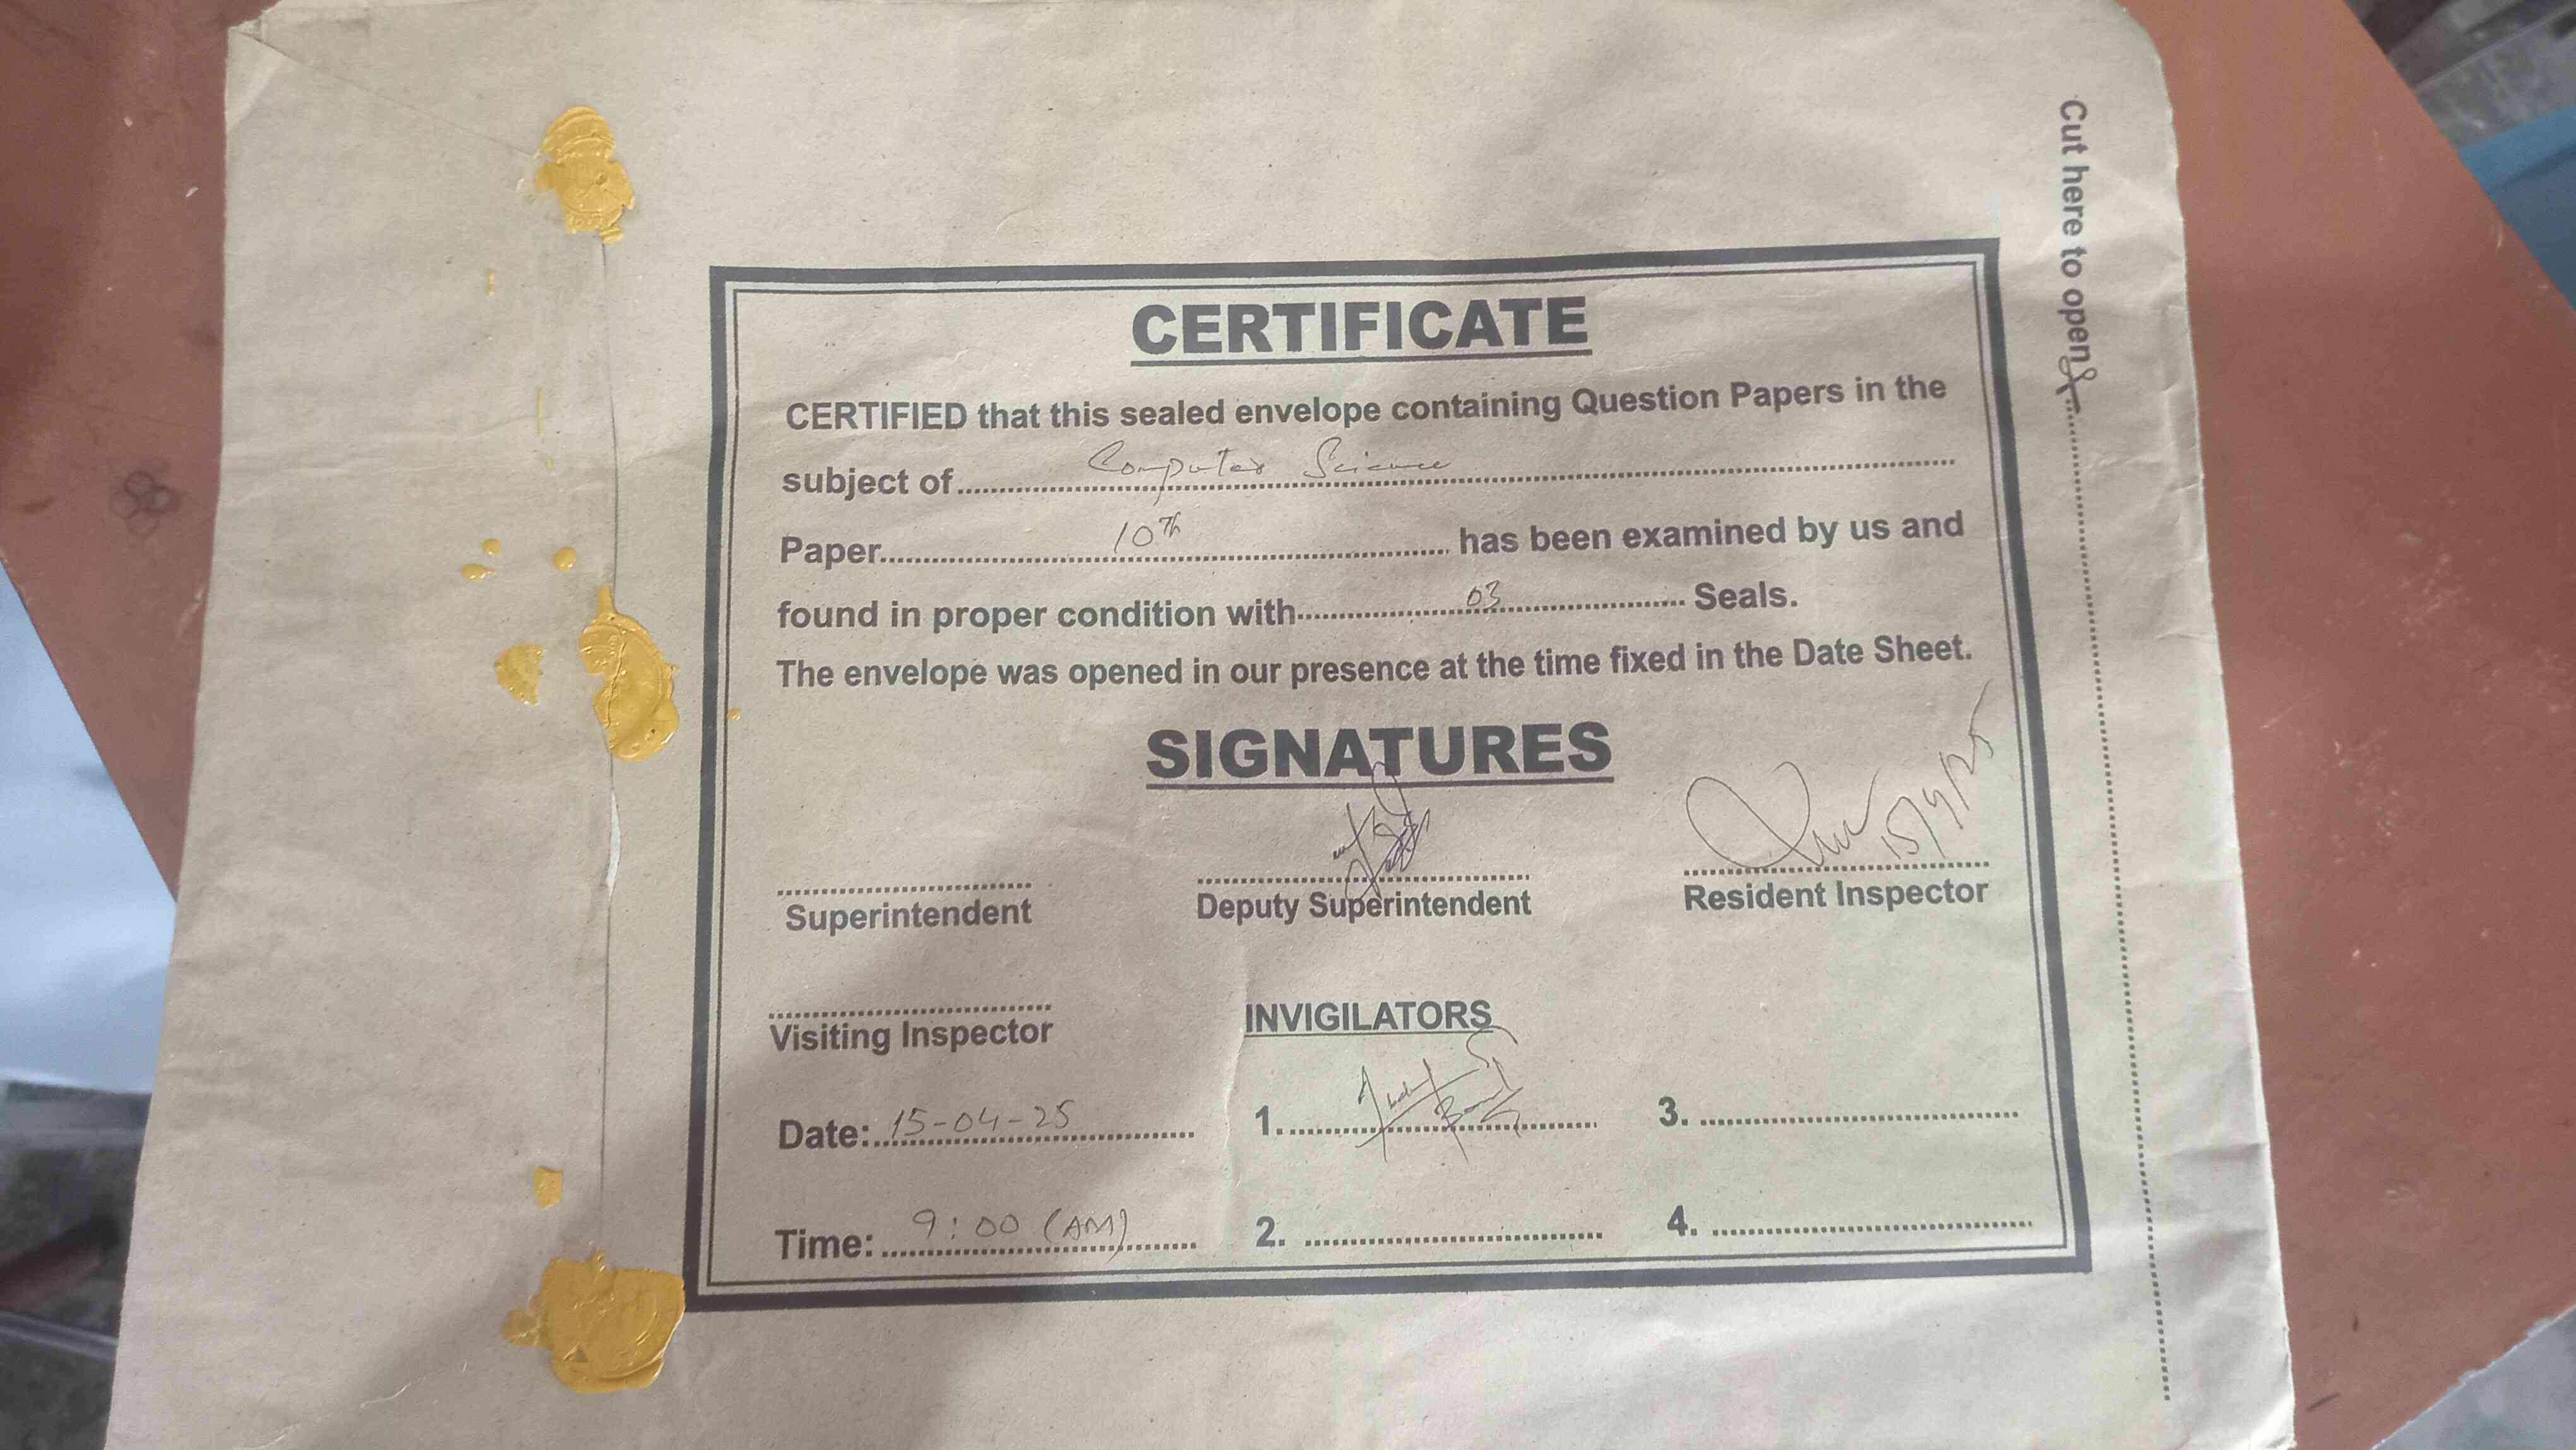 Cut here to open
CERTIFICATE
CERTIFIED that this sealed envelope containing Question Papers in the
subject of Computer Science
Paper 10th has been examined by us and
found in proper condition with 03 Seals.
The envelope was opened in our presence at the time fixed in the Date Sheet.
SIGNATURES
15/4/25
Superintendent Deputy Superintendent Resident Inspector
Visiting Inspector INVIGILATORS
Date: 15-04-25 1. 3.
Time: 9:00 (AM) 2. 4.